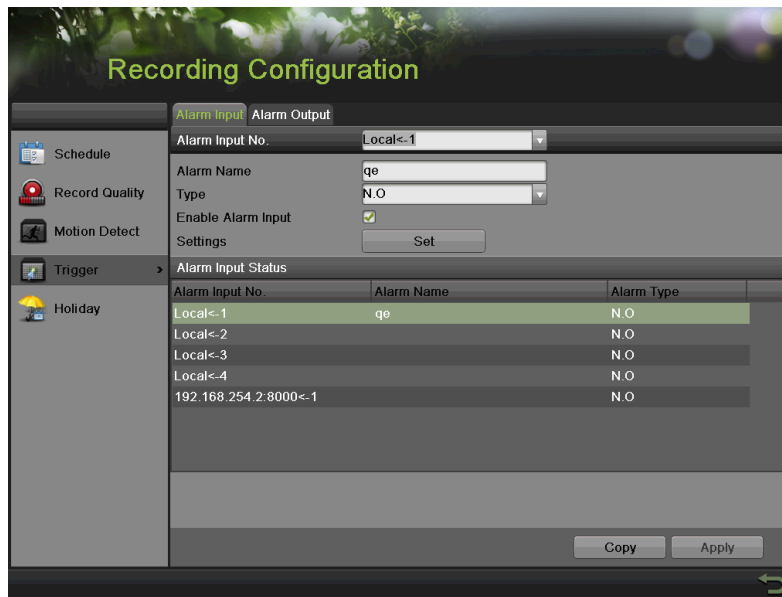 Recording Configuration
Alarm Input Alarm Output
Alarm Input No. Local<-1
Schedule
Record Quality
Motion Detect
Trigger >
Holiday
Alarm Name qe
Type N.O
Enable Alarm Input
Settings Set
Alarm Input Status
Alarm Input No. Alarm Name Alarm Type
Local<-1 qe N.O
Local<-2 N.O
Local<-3 N.O
Local<-4 N.O
192.168.254.2:8000<-1 N.O
Copy Apply